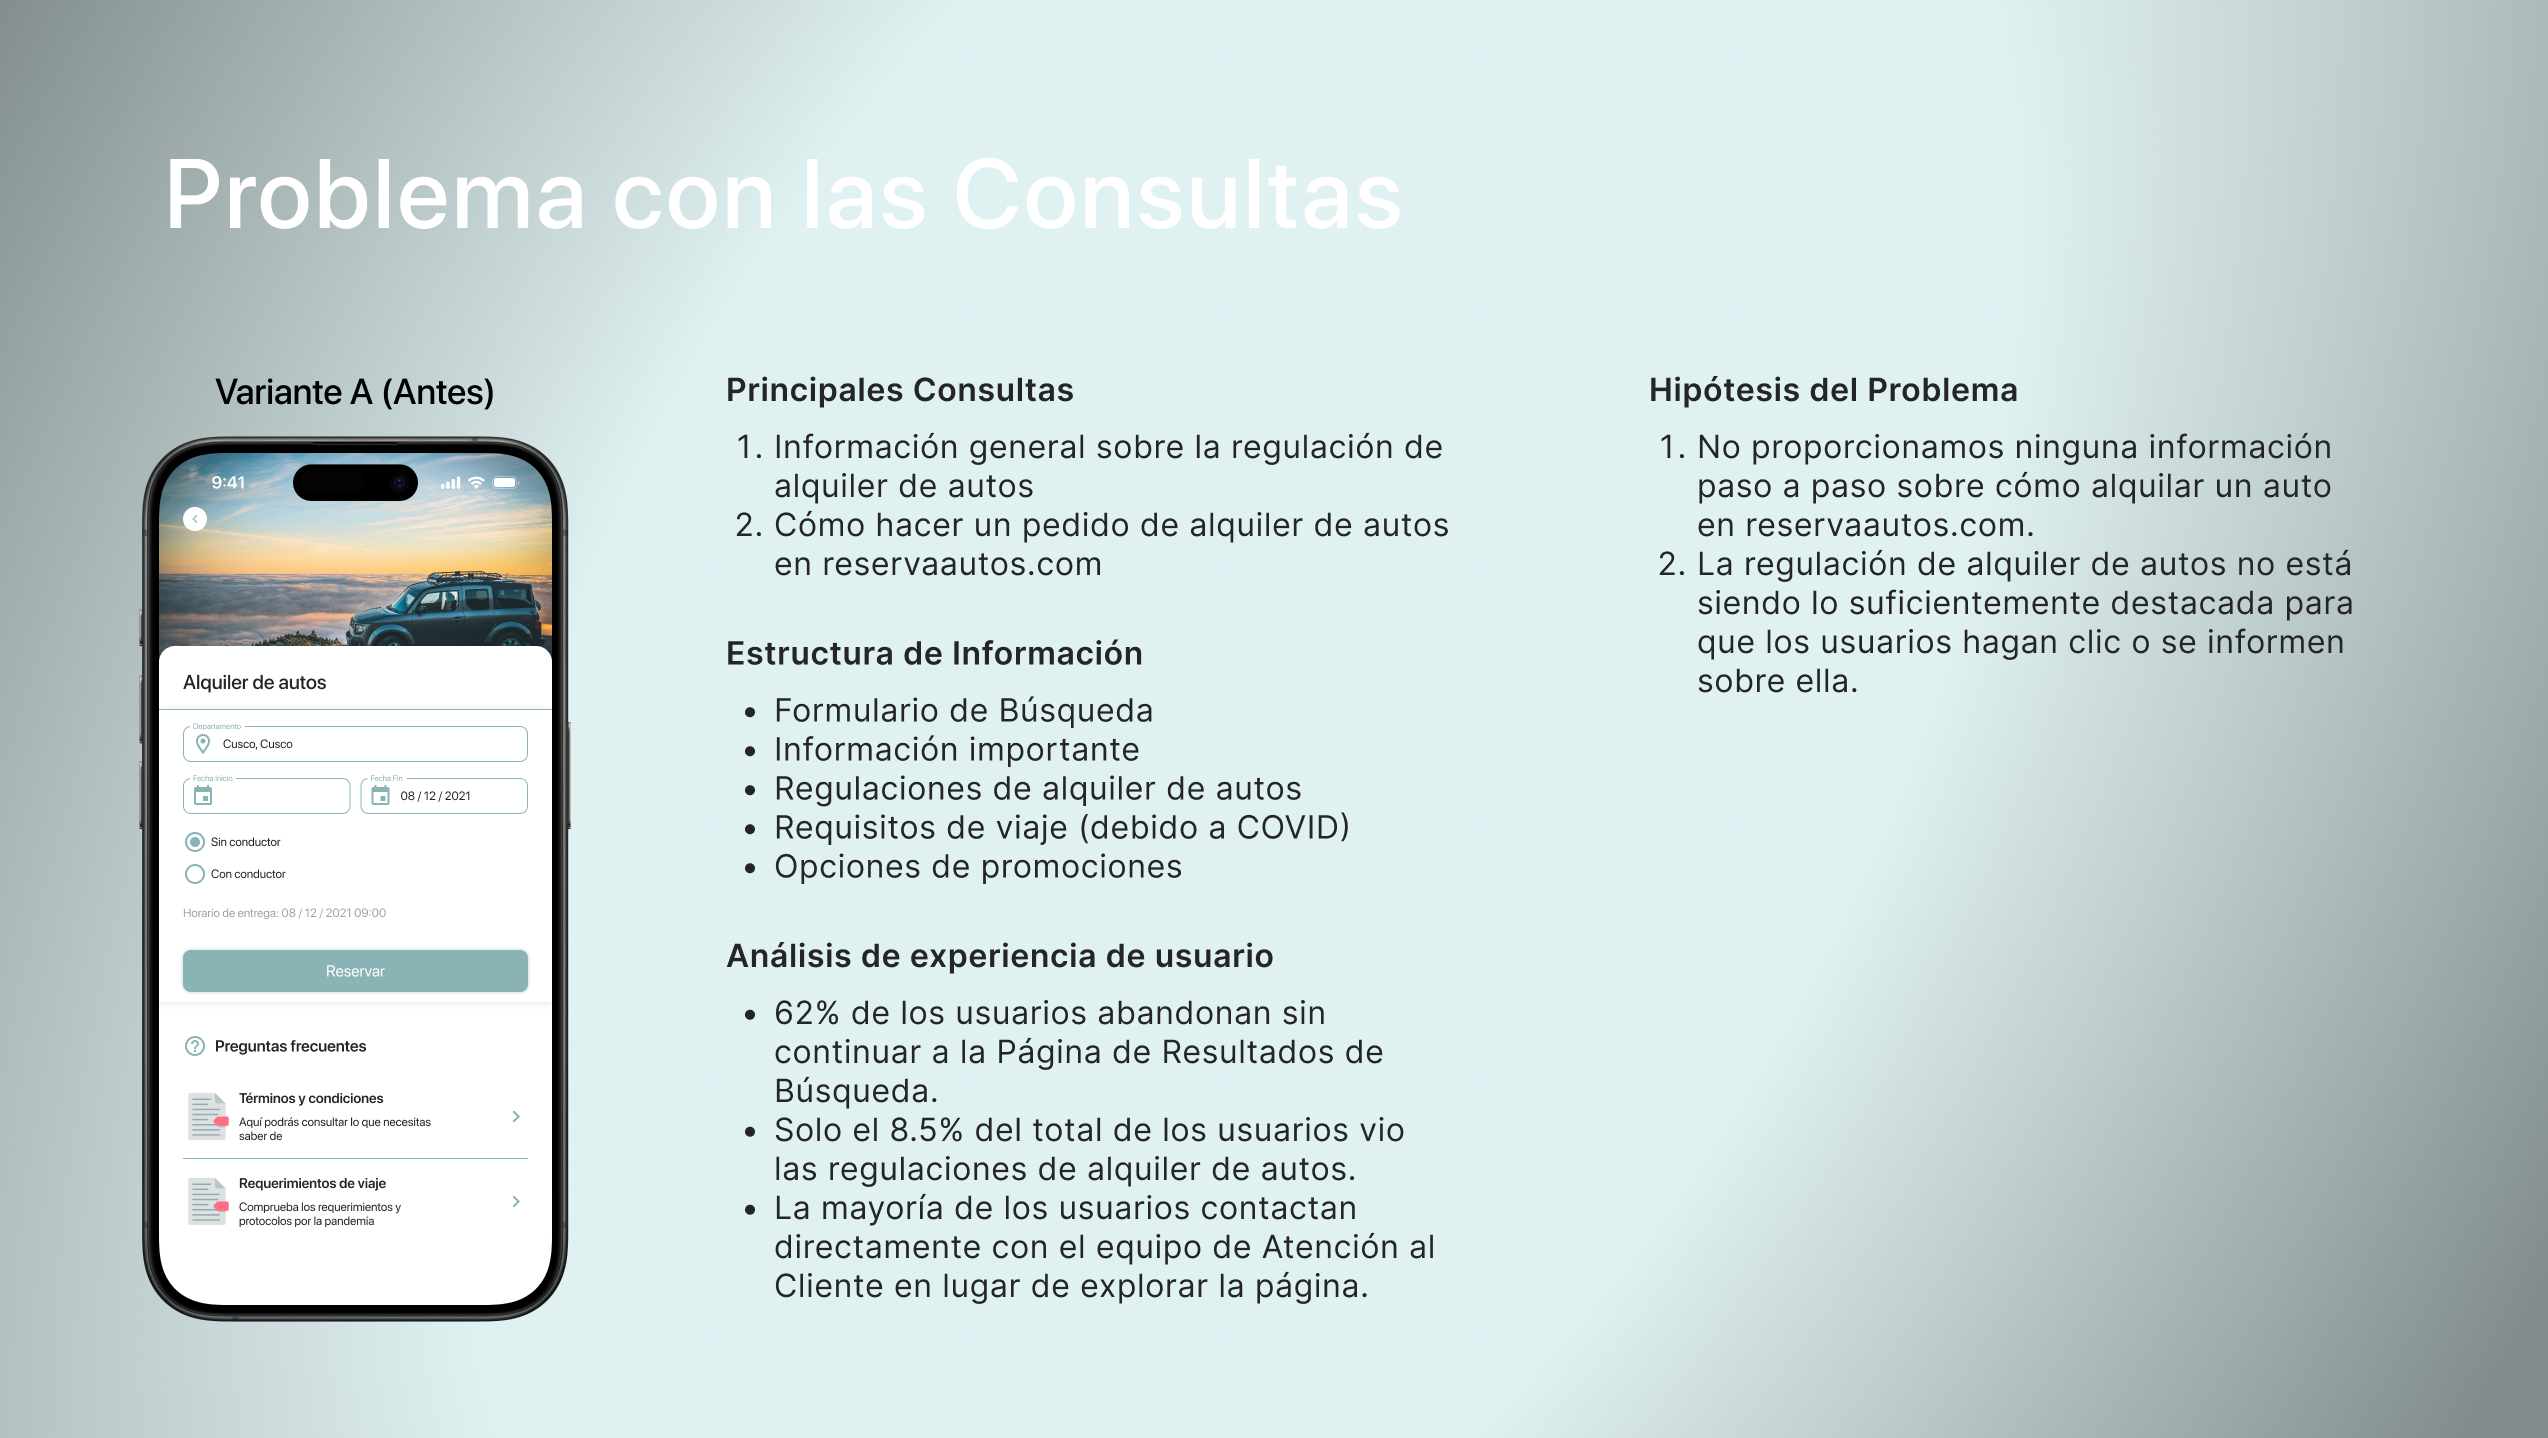 Problema con las Consultas
Variante A (Antes)
9:41
Alquiler de autos
Departamento
Cusco, Cusco
Fecha Inicio
Fecha Fin
08 / 12 / 2021
Sin conductor
Con conductor
Horario de entrega: 08 / 12 / 2021 09:00
Reservar
Preguntas frecuentes
Términos y condiciones
Aquí podrás consultar lo que necesitas
saber de
Requerimientos de viaje
Comprueba los requerimientos y
protocolos por la pandemia
Principales Consultas
1. Información general sobre la regulación de
alquiler de autos
2. Cómo hacer un pedido de alquiler de autos
en reservaautos.com
Estructura de Información
• Formulario de Búsqueda
• Información importante
• Regulaciones de alquiler de autos
• Requisitos de viaje (debido a COVID)
• Opciones de promociones
Análisis de experiencia de usuario
• 62% de los usuarios abandonan sin
continuar a la Página de Resultados de
Búsqueda.
• Solo el 8.5% del total de los usuarios vio
las regulaciones de alquiler de autos.
• La mayoría de los usuarios contactan
directamente con el equipo de Atención al
Cliente en lugar de explorar la página.
Hipótesis del Problema
1. No proporcionamos ninguna información
paso a paso sobre cómo alquilar un auto
en reservaautos.com.
2. La regulación de alquiler de autos no está
siendo lo suficientemente destacada para
que los usuarios hagan clic o se informen
sobre ella.